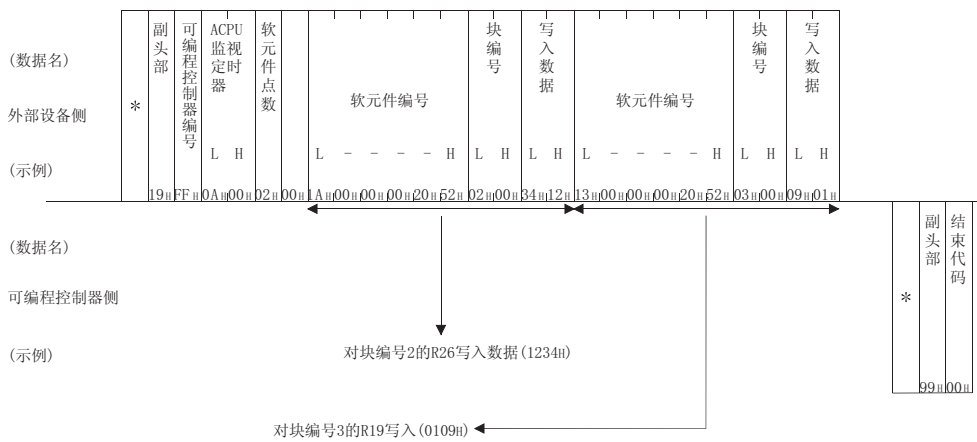 (数据名)
外部设备侧
(示例)
*
副头部
可编程控制器编号
ACPU监视定时器
L H
软元件点数
软元件编号
L - - - - H
块编号
L H
写入数据
L H
软元件编号
L - - - - H
块编号
L H
写入数据
L H
19H FFH 0AH 00H 02H 00H 1AH 00H 00H 00H 20H 52H 02H 00H 34H 12H 13H 00H 00H 00H 20H 52H 03H 00H 09H 01H
(数据名)
可编程控制器侧
(示例)
*
副头部
结束代码
99H 00H
对块编号2的R26写入数据(1234H)
对块编号3的R19写入(0109H)